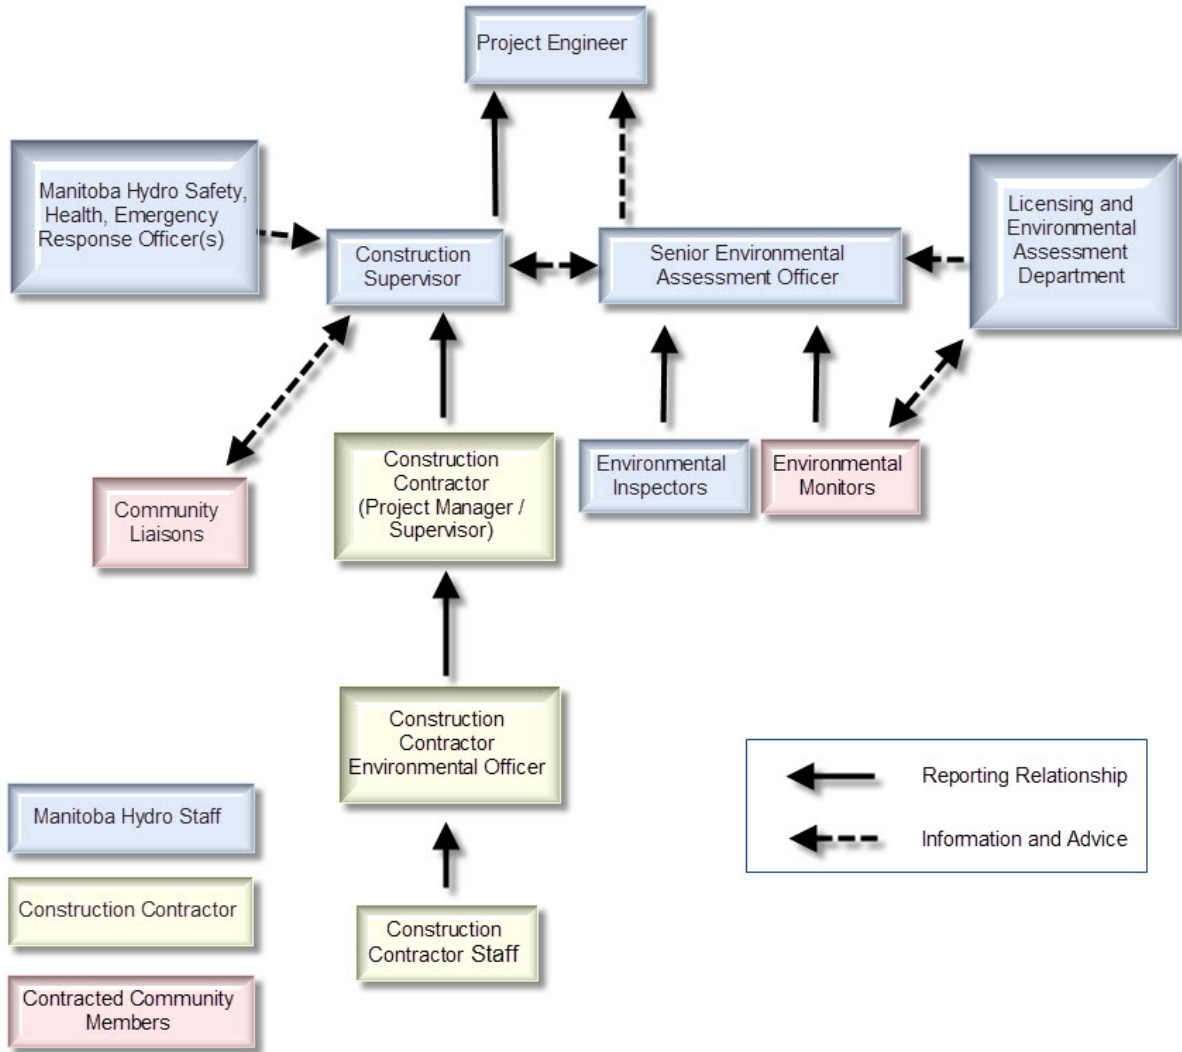 Project Engineer
Manitoba Hydro Safety,
Health, Emergency
Response Officer(s)
Construction
Supervisor
Senior Environmental
Assessment Officer
Licensing and
Environmental
Assessment
Department
Community
Liaisons
Construction
Contractor
(Project Manager /
Supervisor)
Environmental
Inspectors
Environmental
Monitors
Construction
Contractor
Environmental Officer
Construction
Contractor Staff
Manitoba Hydro Staff
Construction Contractor
Contracted Community
Members
Reporting Relationship
Information and Advice